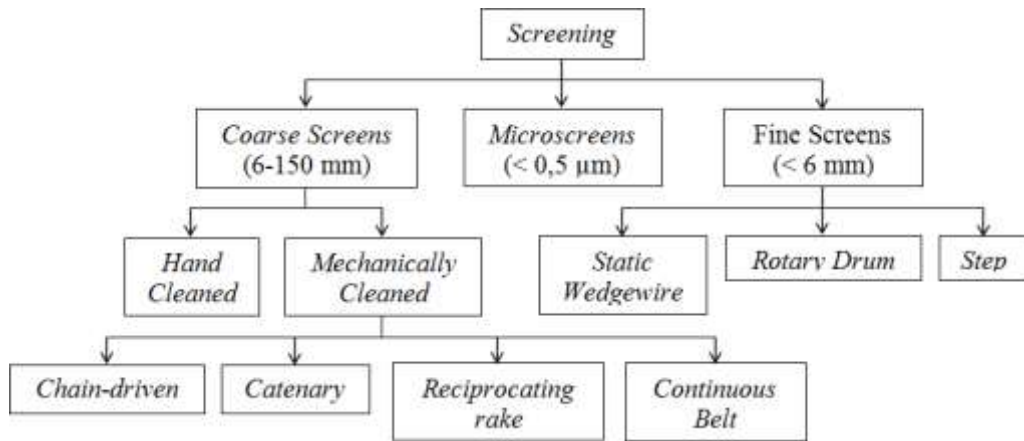 Screening
Coarse Screens
(6-150 mm)
Microscreens
(< 0,5 µm)
Fine Screens
(< 6 mm)
Hand
Cleaned
Mechanically
Cleaned
Static
Wedgewire
Rotary Drum
Step
Chain-driven
Catenary
Reciprocating
rake
Continuous
Belt